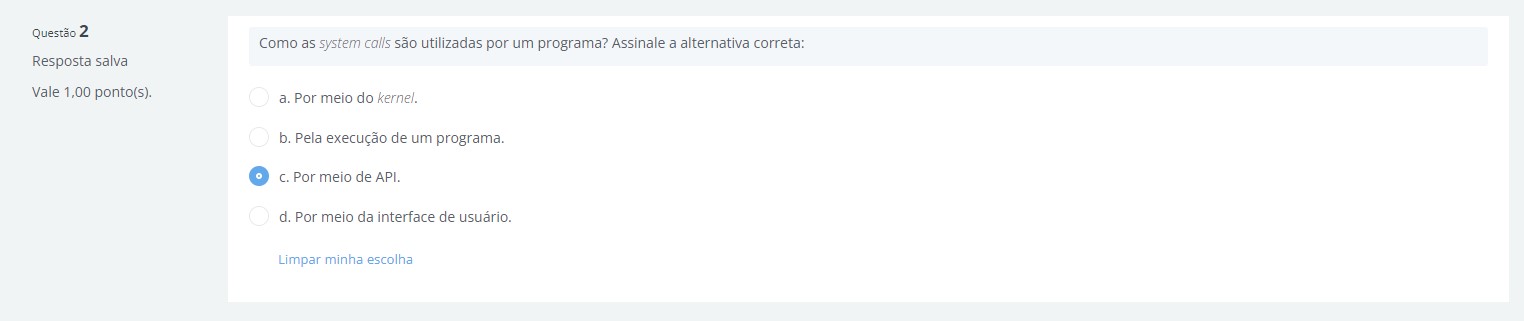 Questão 2
Resposta salva
Vale 1,00 ponto(s).
Como as system calls são utilizadas por um programa? Assinale a alternativa correta:
a. Por meio do kernel.
b. Pela execução de um programa.
c. Por meio de API.
d. Por meio da interface de usuário.
Limpar minha escolha